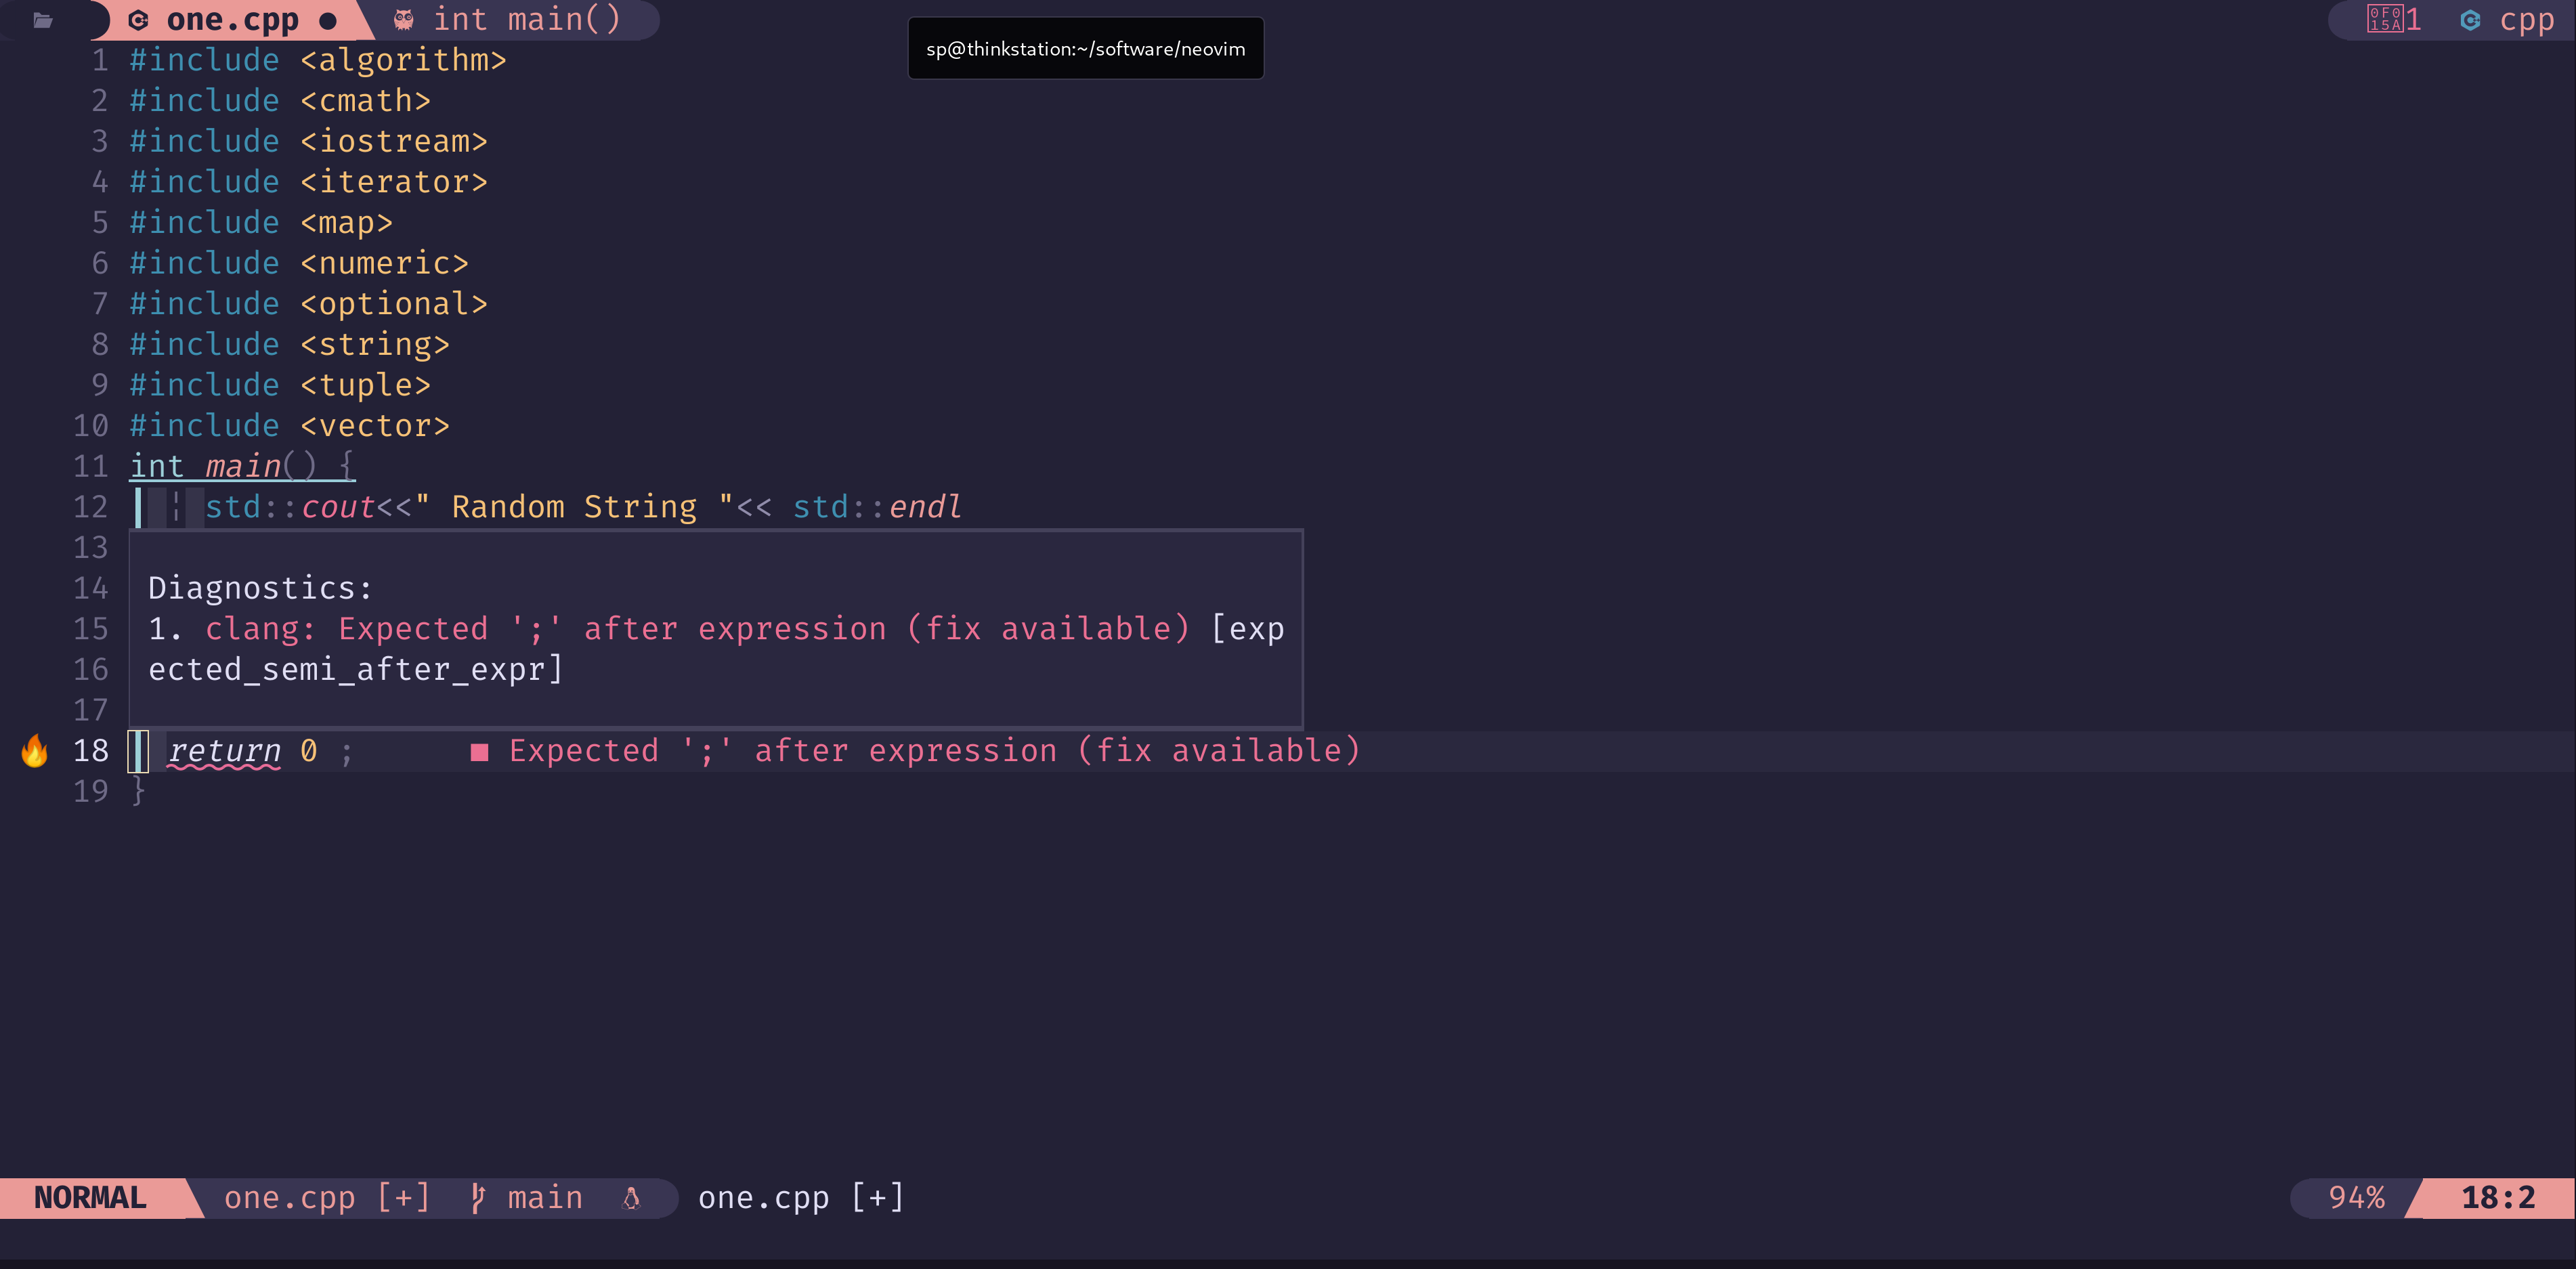 one.cpp ● int main()
sp@thinkstation:~/software/neovim
0F015A 1 cpp
1 #include <algorithm>
2 #include <cmath>
3 #include <iostream>
4 #include <iterator>
5 #include <map>
6 #include <numeric>
7 #include <optional>
8 #include <string>
9 #include <tuple>
10 #include <vector>
11 int main() {
12 ¦ std::cout<<" Random String "<< std::endl
13
14 Diagnostics:
15 1. clang: Expected ';' after expression (fix available) [exp
16 ected_semi_after_expr]
17
18 return 0 ; ■ Expected ';' after expression (fix available)
19 }
NORMAL one.cpp [+] main one.cpp [+] 94% 18:2